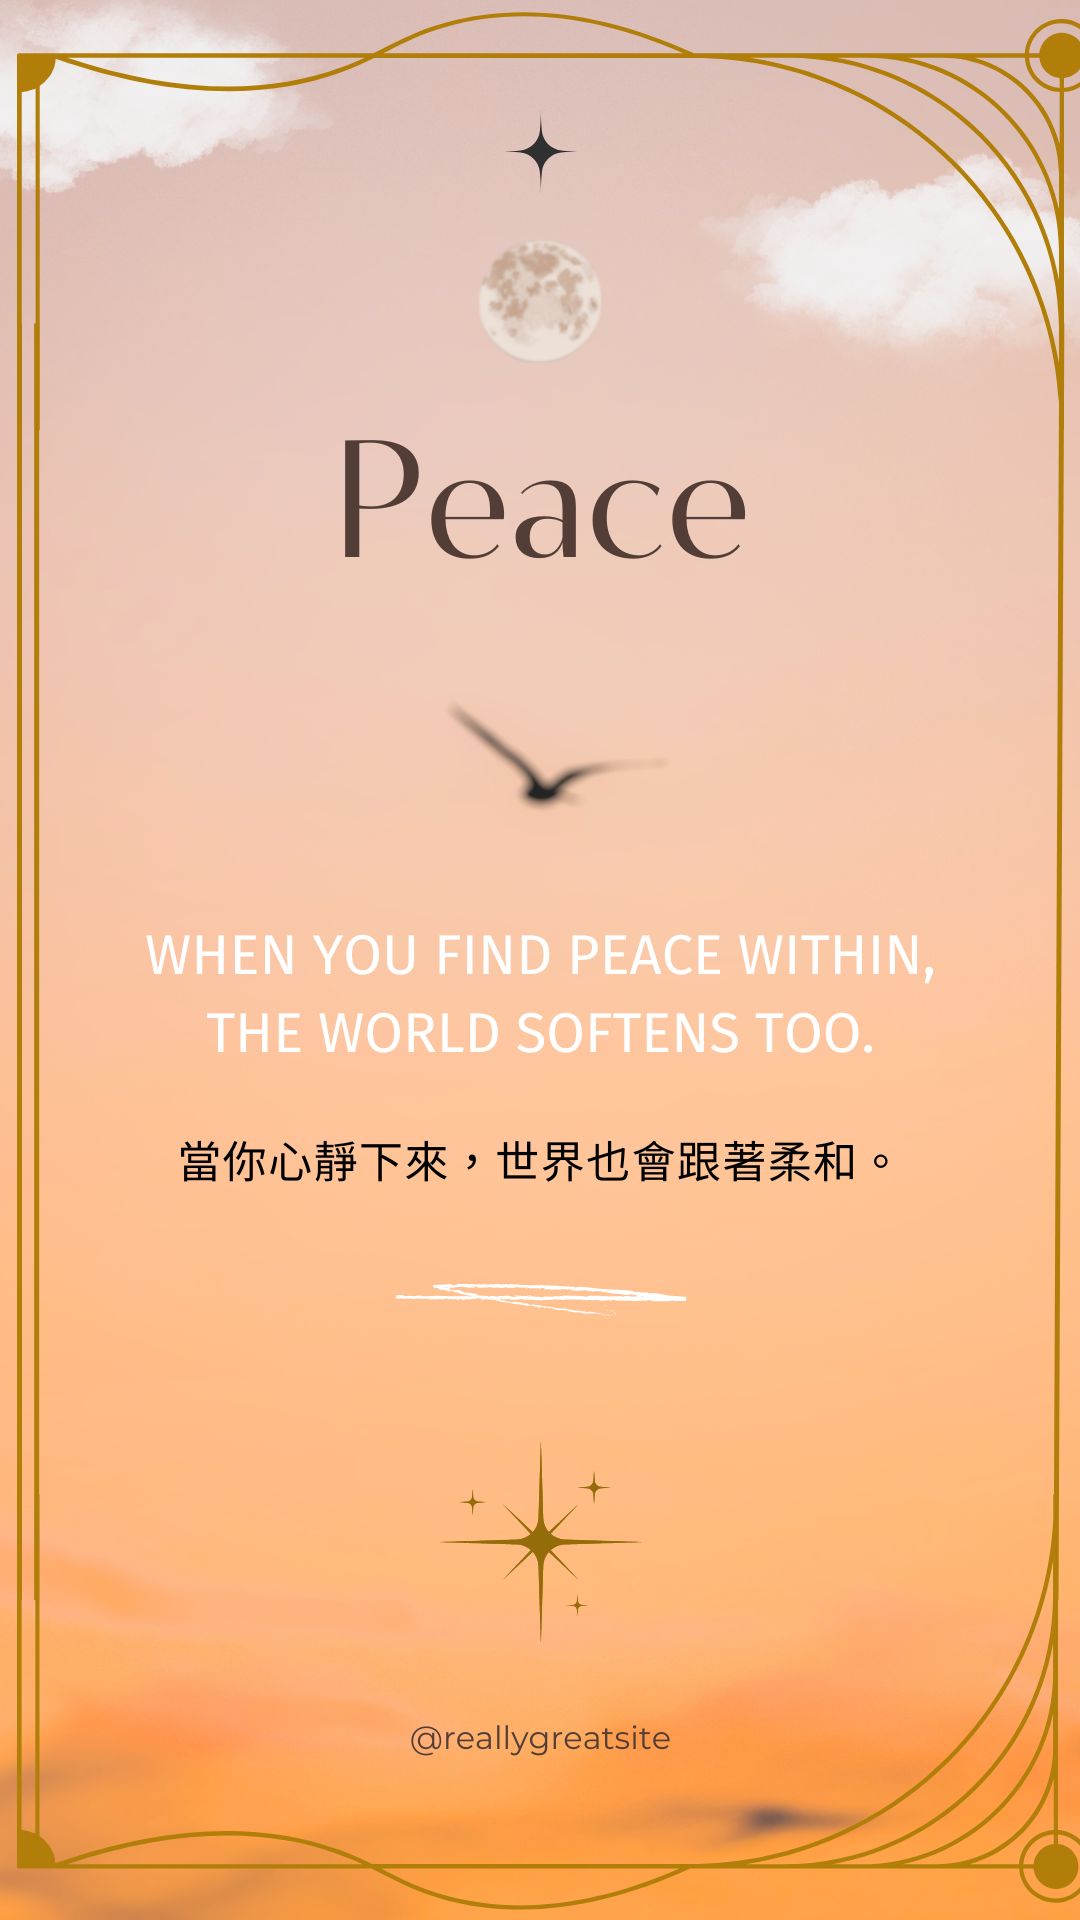 Peace
WHEN YOU FIND PEACE WITHIN,
THE WORLD SOFTENS TOO.
當你心靜下來，世界也會跟著柔和。
@reallygreatsite